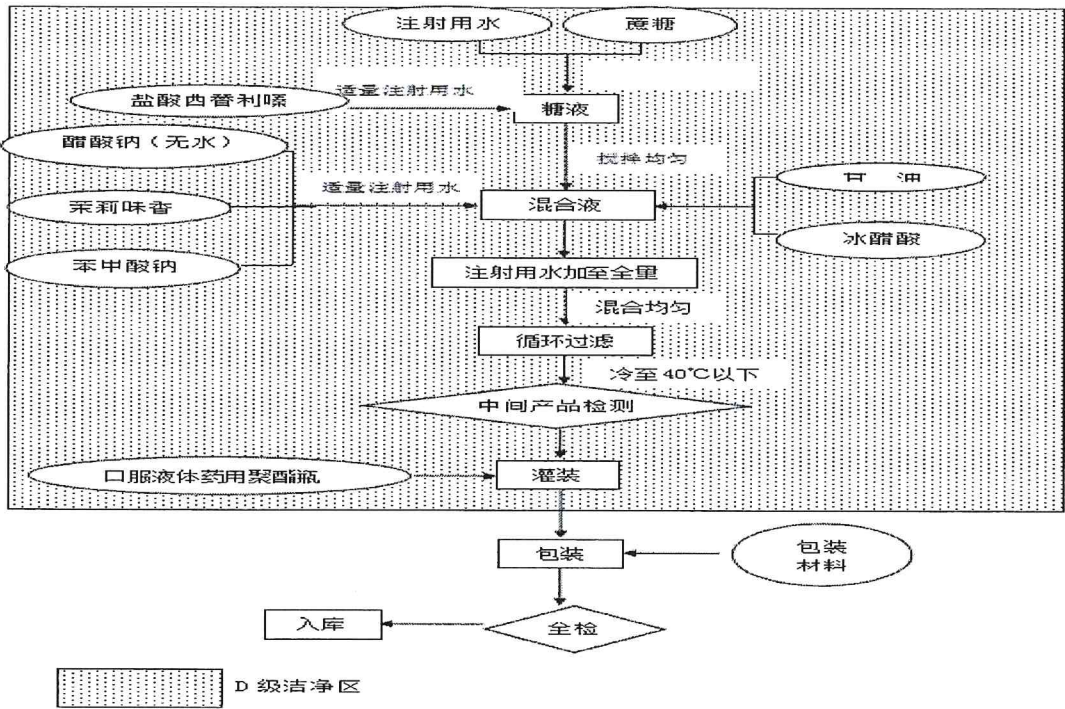 注射用水
蔗糖
盐酸西替利嗪
适量注射用水
糖液
醋酸钠（无水）
搅拌均匀
茉莉味香
适量注射用水
混合液
甘 油
冰醋酸
苯甲酸钠
注射用水加至全量
混合均匀
循环过滤
冷至40℃以下
中间产品检测
口服液体药用聚酯瓶
灌装
包装
包装
材料
入库
全检
D 级洁净区